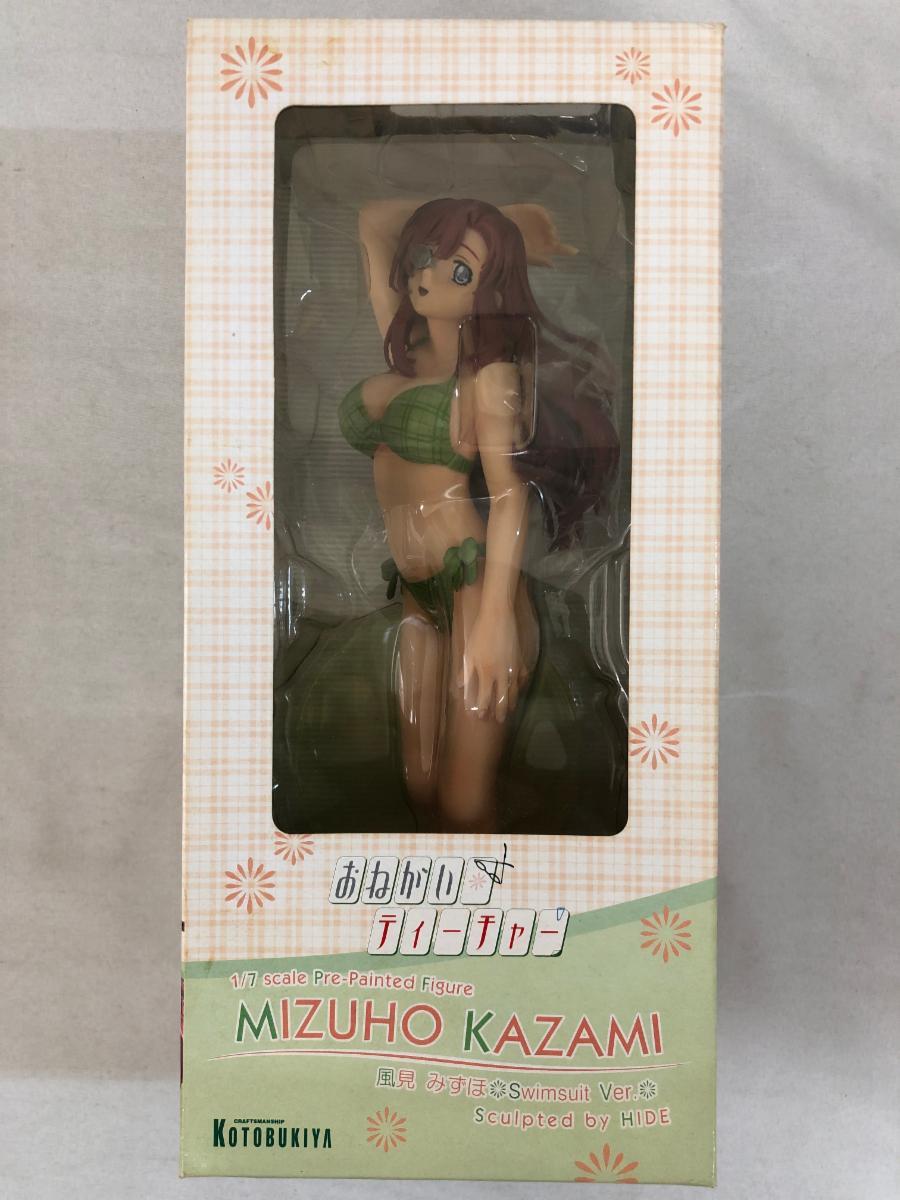 おねがい☆
ティーチャー
1/7 scale Pre-Painted Figure
MIZUHO KAZAMI
風見 みずほ Swimsuit Ver.
Sculpted by HIDE
CRAFTSMANSHIP
KOTOBUKIYA